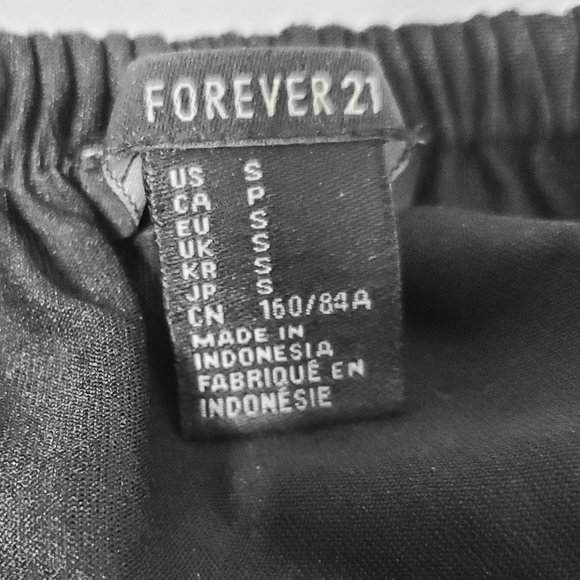 FOREVER 21
US S
CA P
EU S
UK S
KR S
JP S
CN 160/84A
MADE IN
INDONESIA
FABRIQUÉ EN
INDONÉSIE